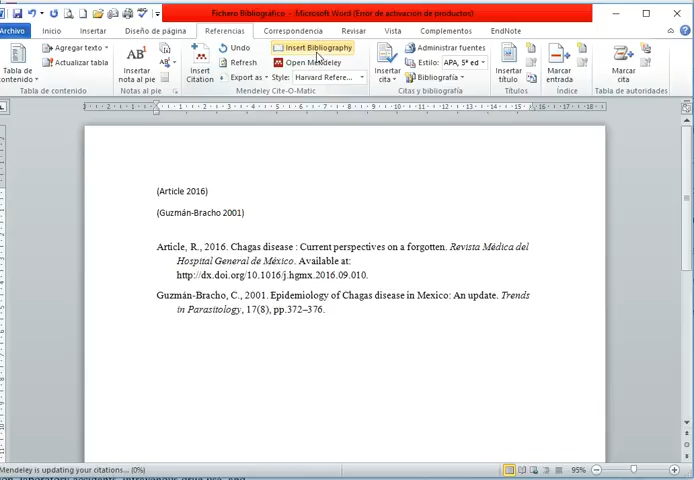 Fichero Bibliográfico - Microsoft Word (Error de activación de productos)
Archivo Inicio Insertar Diseño de página Referencias Correspondencia Revisar Vista Complementos EndNote
Tabla de contenido
Agregar texto
Actualizar tabla
Tabla de contenido
AB¹
Insertar nota al pie
Notas al pie
Insert Citation
Undo
Refresh
Export as
Insert Bibliography
Open Mendeley
Style: Harvard Refere...
Mendeley Cite-O-Matic
Insertar cita
Administrar fuentes
Estilo: APA, 5ª ed
Bibliografía
Citas y bibliografía
Insertar título
Títulos
Marcar entrada
Índice
Marcar cita
Tabla de autoridades
(Article 2016)
(Guzmán-Bracho 2001)
Article, R., 2016. Chagas disease : Current perspectives on a forgotten. Revista Médica del
Hospital General de México. Available at:
http://dx.doi.org/10.1016/j.hgmx.2016.09.010.
Guzmán-Bracho, C., 2001. Epidemiology of Chagas disease in Mexico: An update. Trends
in Parasitology, 17(8), pp.372–376.
Mendeley is updating your citations... (0%)
95%